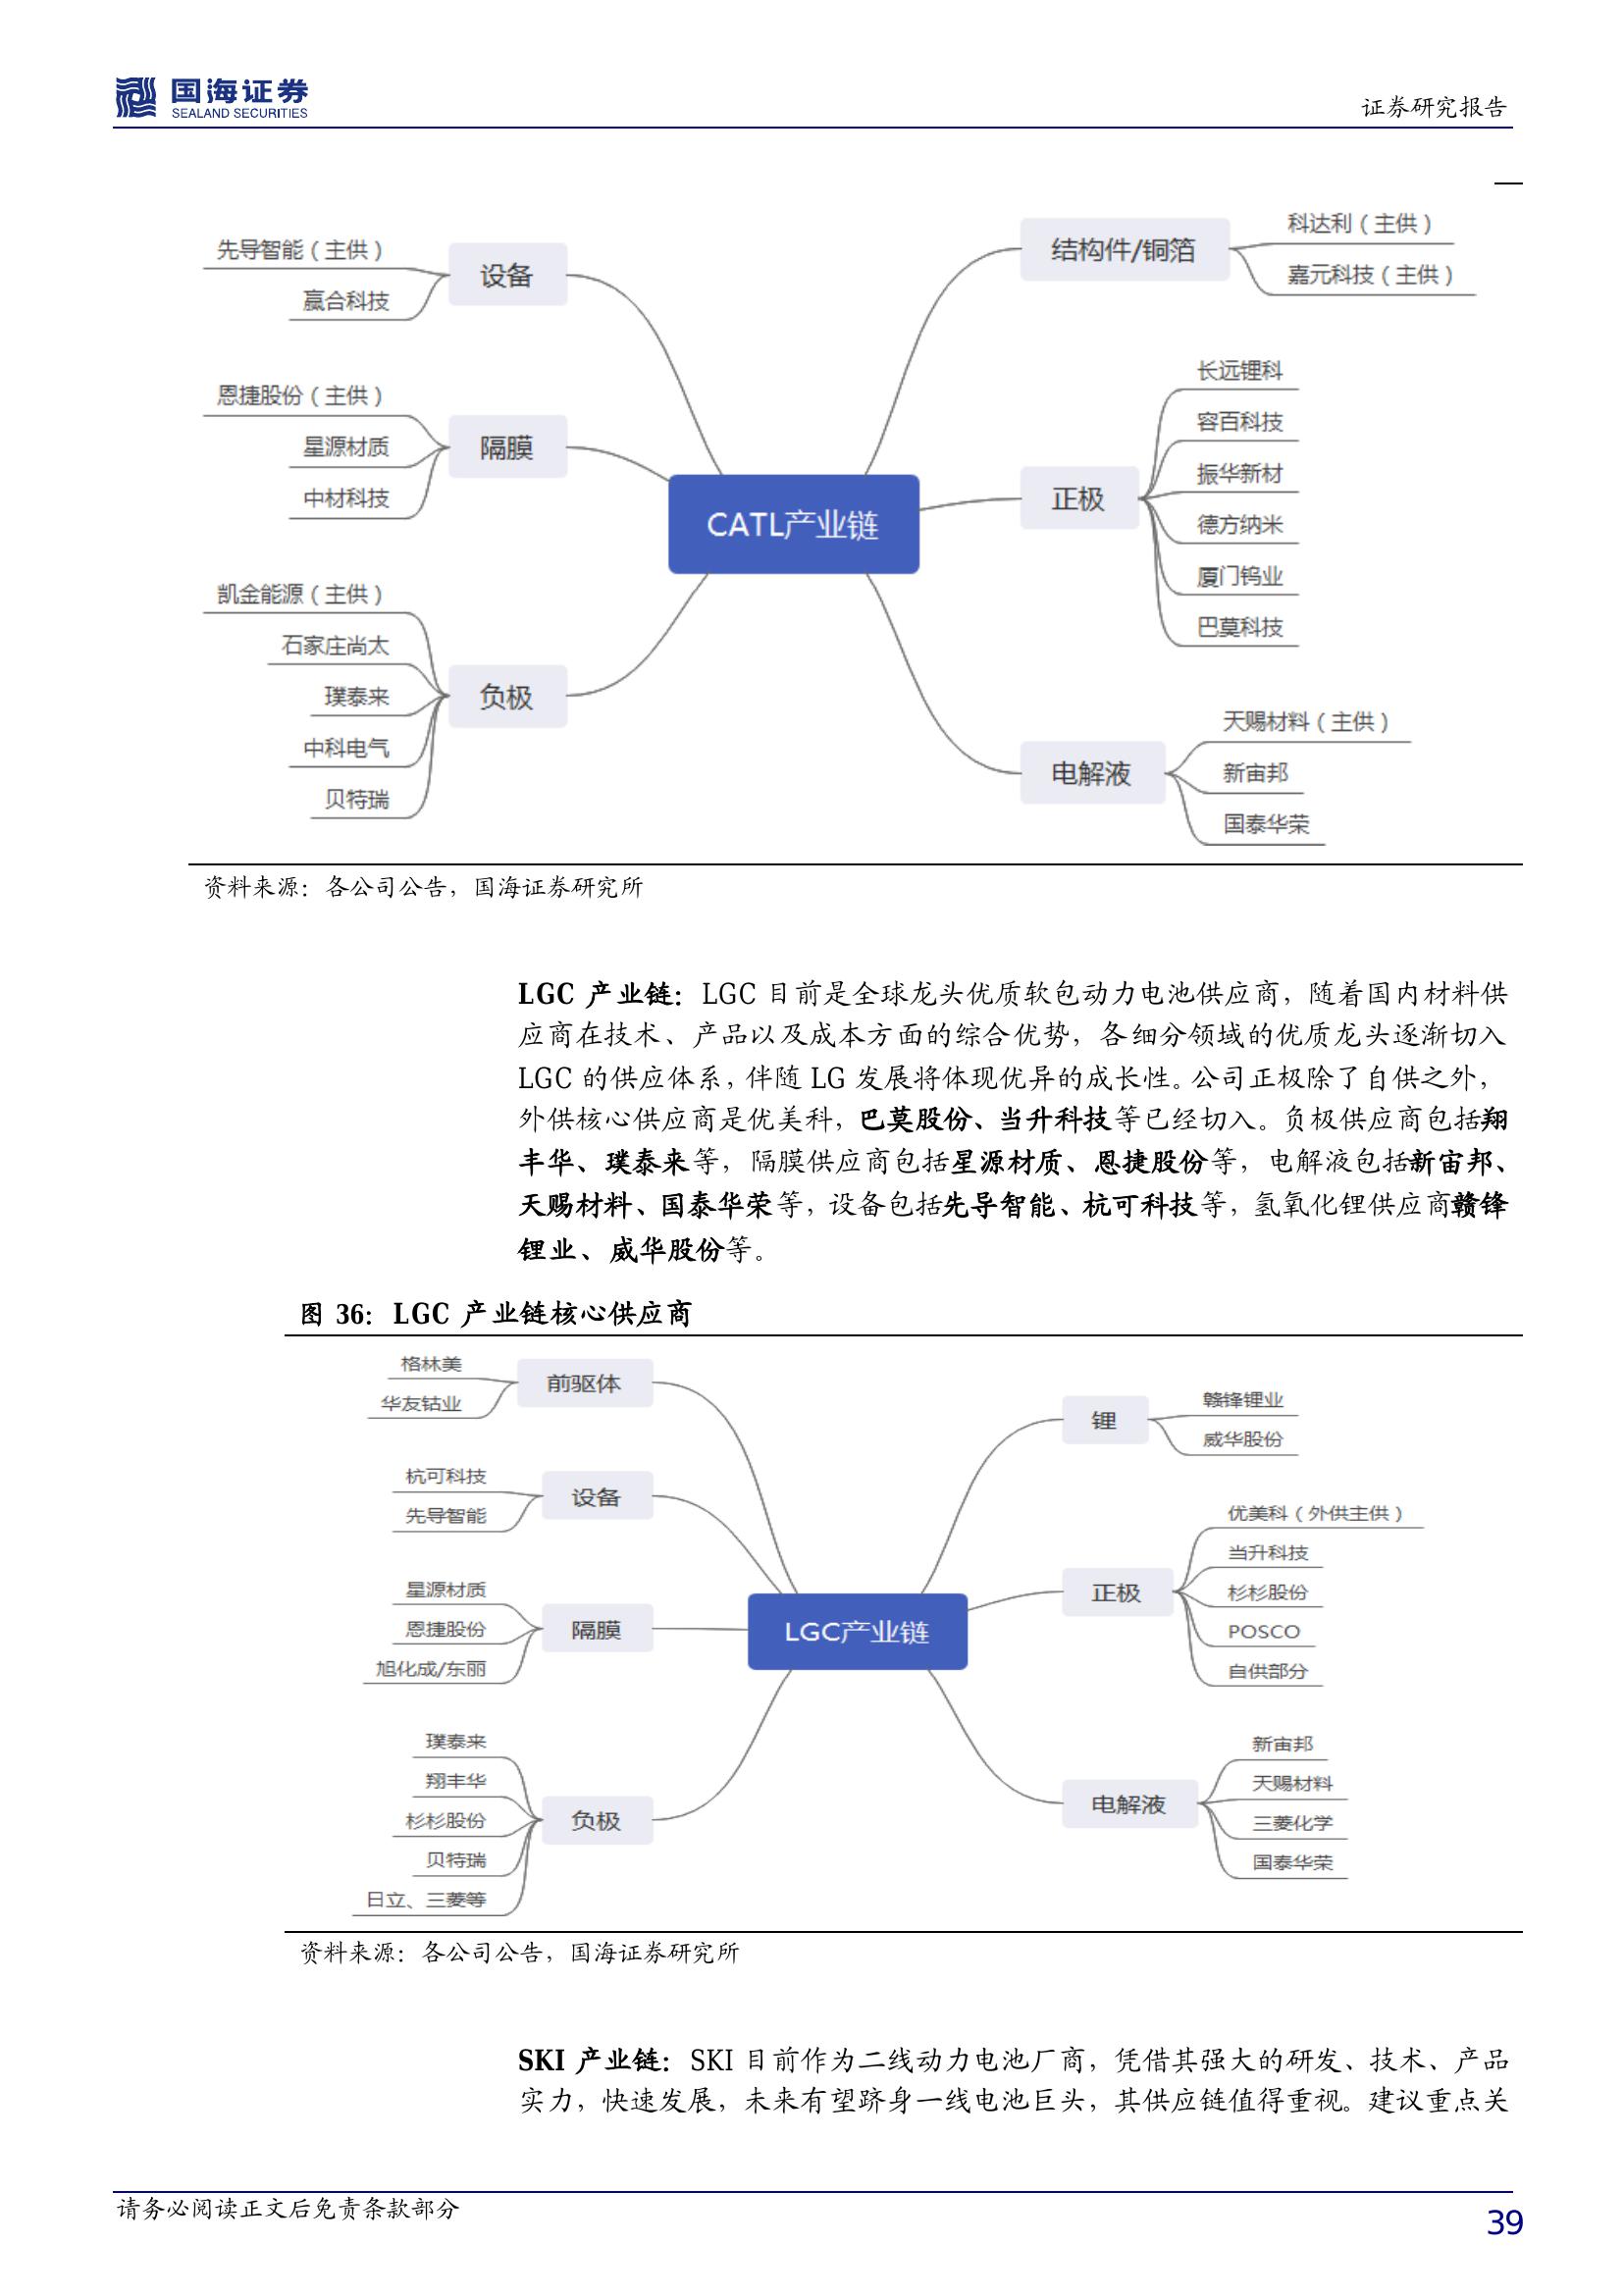 国海证券
SEALAND SECURITIES
证券研究报告
先导智能（主供）
赢合科技
设备
恩捷股份（主供）
星源材质
中材科技
隔膜
凯金能源（主供）
石家庄尚太
璞泰来
中科电气
贝特瑞
负极
CATL产业链
结构件/铜箔
科达利（主供）
嘉元科技（主供）
正极
长远锂科
容百科技
振华新材
德方纳米
厦门钨业
巴莫科技
电解液
天赐材料（主供）
新宙邦
国泰华荣
资料来源：各公司公告，国海证券研究所
LGC 产业链：LGC 目前是全球龙头优质软包动力电池供应商，随着国内材料供
应商在技术、产品以及成本方面的综合优势，各细分领域的优质龙头逐渐切入
LGC 的供应体系，伴随 LG 发展将体现优异的成长性。公司正极除了自供之外，
外供核心供应商是优美科，巴莫股份、当升科技等已经切入。负极供应商包括翔
丰华、璞泰来等，隔膜供应商包括星源材质、恩捷股份等，电解液包括新宙邦、
天赐材料、国泰华荣等，设备包括先导智能、杭可科技等，氢氧化锂供应商赣锋
锂业、威华股份等。
图 36：LGC 产业链核心供应商
格林美
华友钴业
前驱体
杭可科技
先导智能
设备
星源材质
恩捷股份
旭化成/东丽
隔膜
璞泰来
翔丰华
杉杉股份
贝特瑞
日立、三菱等
负极
LGC产业链
锂
赣锋锂业
威华股份
正极
优美科（外供主供）
当升科技
杉杉股份
POSCO
自供部分
电解液
新宙邦
天赐材料
三菱化学
国泰华荣
资料来源：各公司公告，国海证券研究所
SKI 产业链：SKI 目前作为二线动力电池厂商，凭借其强大的研发、技术、产品
实力，快速发展，未来有望跻身一线电池巨头，其供应链值得重视。建议重点关
请务必阅读正文后免责条款部分
39